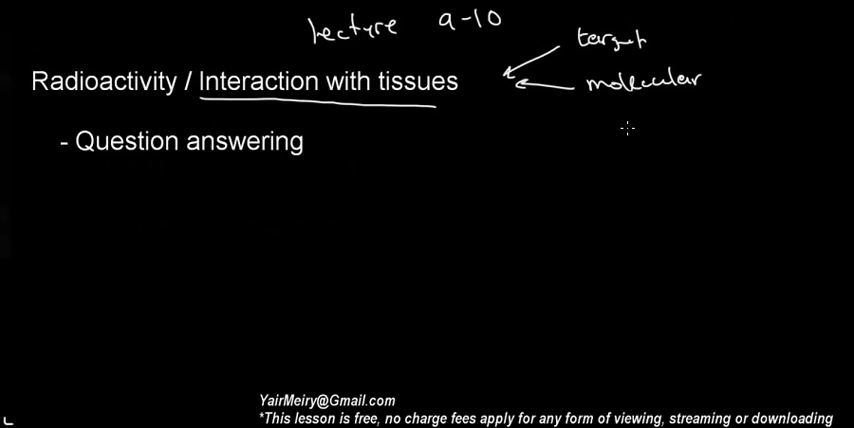 Lecture 9-10
target
Radioactivity / Interaction with tissues
molecular
- Question answering
YairMeiry@Gmail.com
*This lesson is free, no charge fees apply for any form of viewing, streaming or downloading